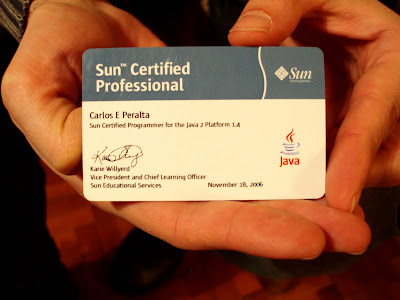 Sun™ Certified
Professional
Sun
Carlos E Peralta
Sun Certified Programmer for the Java 2 Platform 1.4
Karie Willyerd
Vice President and Chief Learning Officer
Sun Educational Services
November 18, 2006
Java